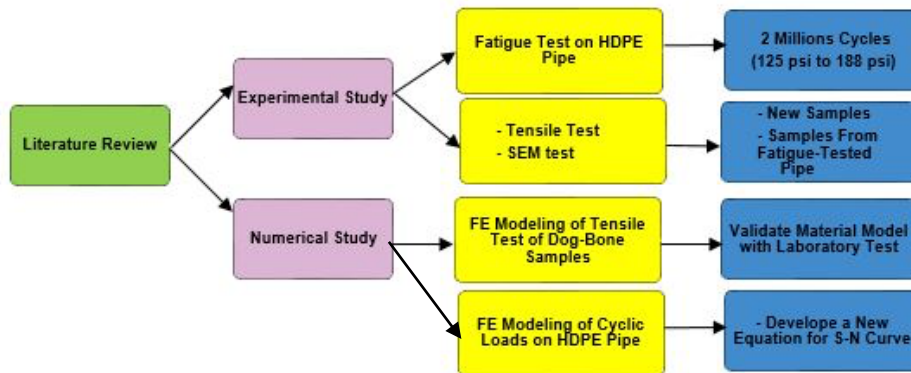 Literature Review
Experimental Study
Numerical Study
Fatigue Test on HDPE
Pipe
- Tensile Test
- SEM test
FE Modeling of Tensile
Test of Dog-Bone
Samples
FE Modeling of Cyclic
Loads on HDPE Pipe
2 Millions Cycles
(125 psi to 188 psi)
- New Samples
- Samples From
Fatigue-Tested
Pipe
Validate Material Model
with Laboratory Test
- Develope a New
Equation for S-N Curve